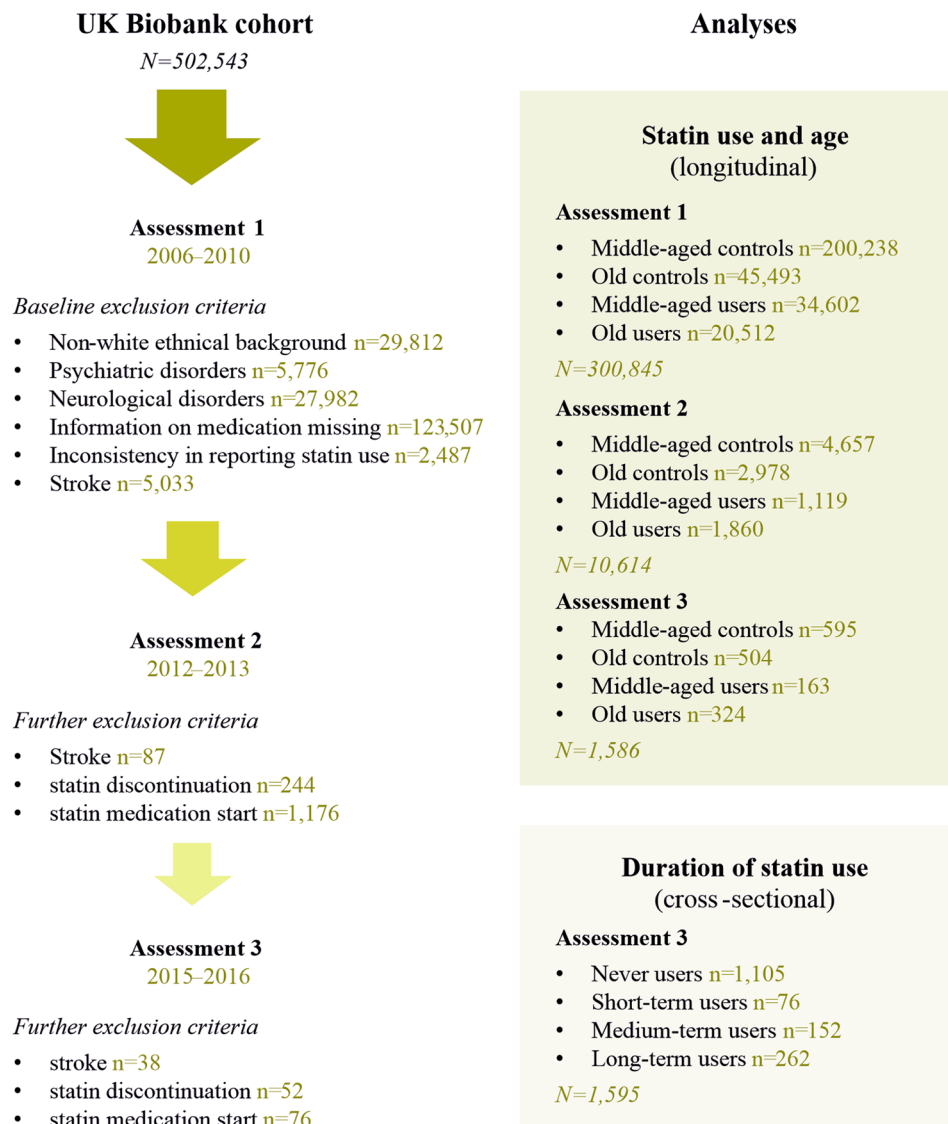 UK Biobank cohort
N=502,543
Assessment 1
2006–2010
Baseline exclusion criteria
• Non-white ethnical background n=29,812
• Psychiatric disorders n=5,776
• Neurological disorders n=27,982
• Information on medication missing n=123,507
• Inconsistency in reporting statin use n=2,487
• Stroke n=5,033
Assessment 2
2012–2013
Further exclusion criteria
• Stroke n=87
• statin discontinuation n=244
• statin medication start n=1,176
Assessment 3
2015–2016
Further exclusion criteria
• stroke n=38
• statin discontinuation n=52
• statin medication start n=76
Analyses
Statin use and age
(longitudinal)
Assessment 1
• Middle-aged controls n=200,238
• Old controls n=45,493
• Middle-aged users n=34,602
• Old users n=20,512
N=300,845
Assessment 2
• Middle-aged controls n=4,657
• Old controls n=2,978
• Middle-aged users n=1,119
• Old users n=1,860
N=10,614
Assessment 3
• Middle-aged controls n=595
• Old controls n=504
• Middle-aged users n=163
• Old users n=324
N=1,586
Duration of statin use
(cross-sectional)
Assessment 3
• Never users n=1,105
• Short-term users n=76
• Medium-term users n=152
• Long-term users n=262
N=1,595